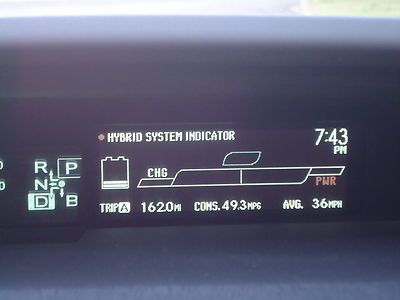 HYBRID SYSTEM INDICATOR
7:43
PM
R P
N
D B
CHG
PWR
TRIP A 162.0MI CONS. 49.3MPG AVG. 36MPH